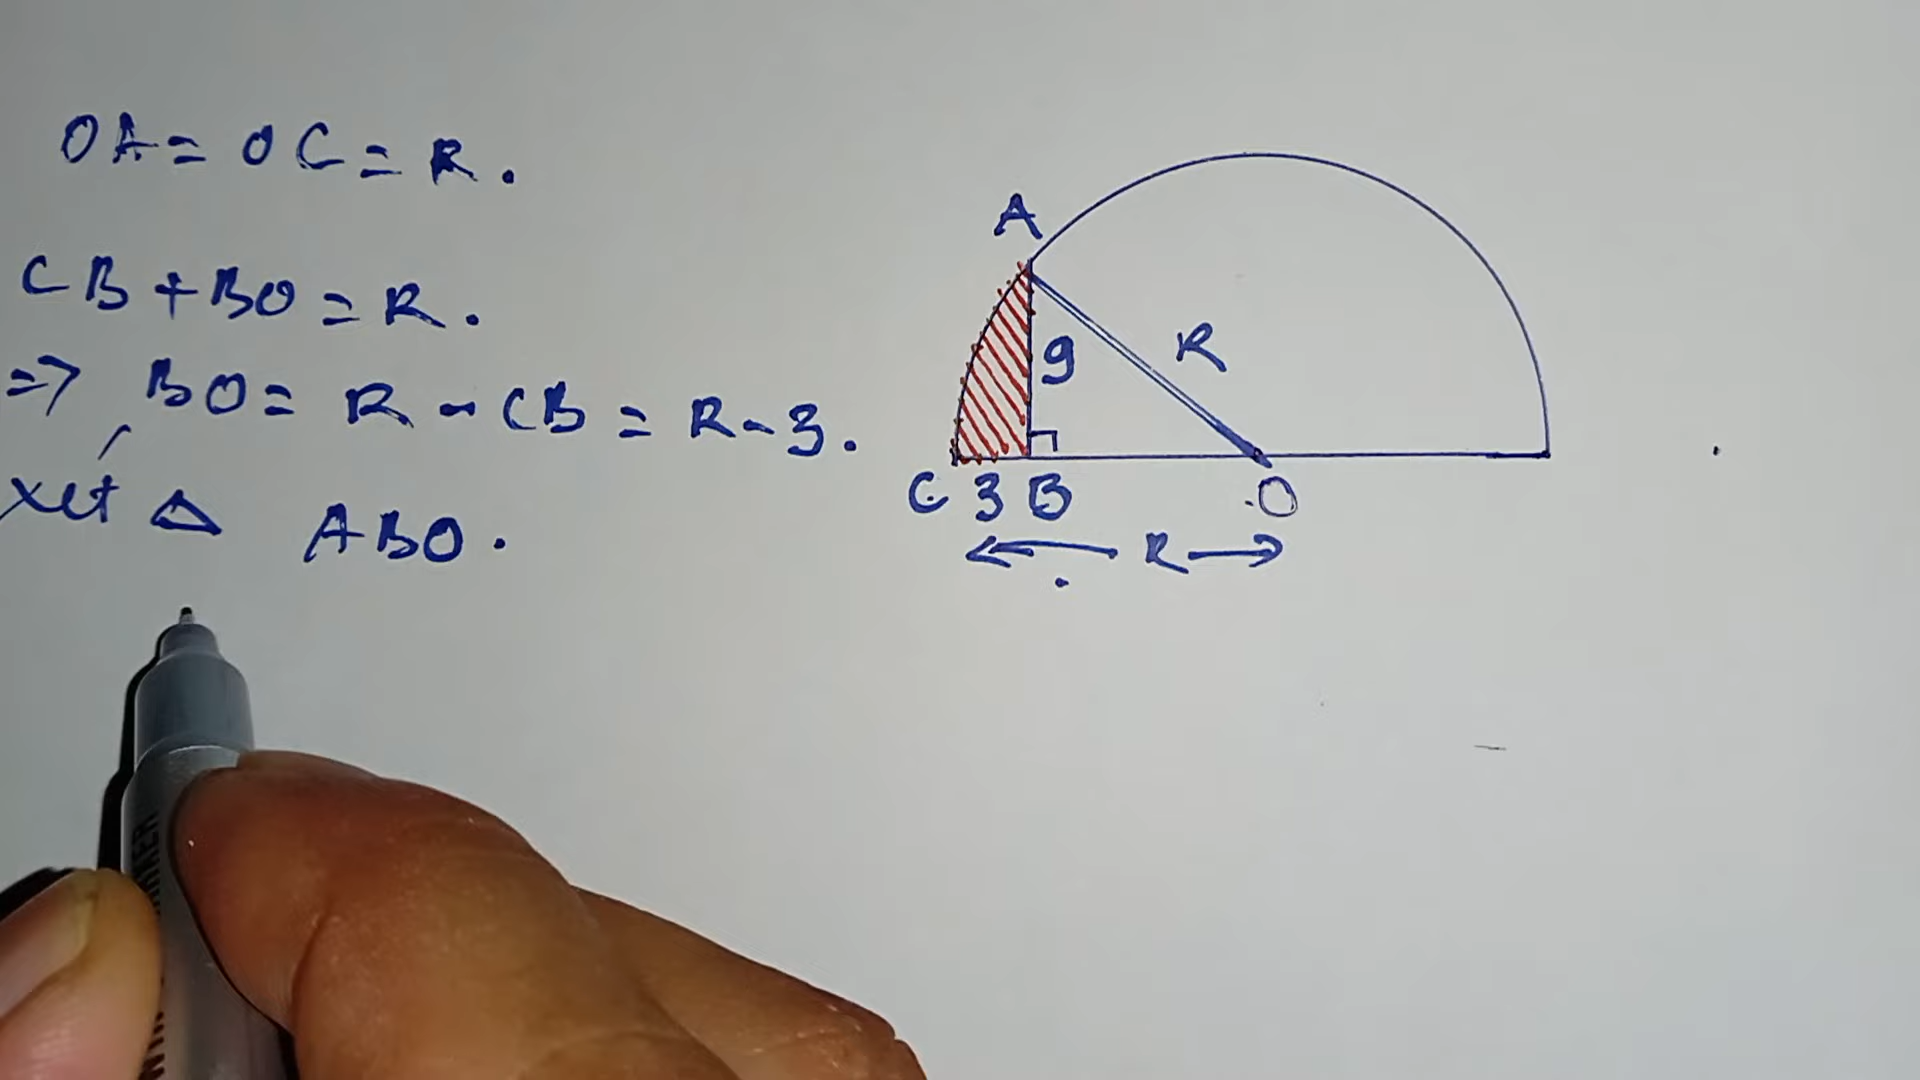 OA = OC = R.
CB + BO = R.
=> BO = R - CB = R - 3.
xét △ ABO.
A
9
R
C 3 B
O
← R →